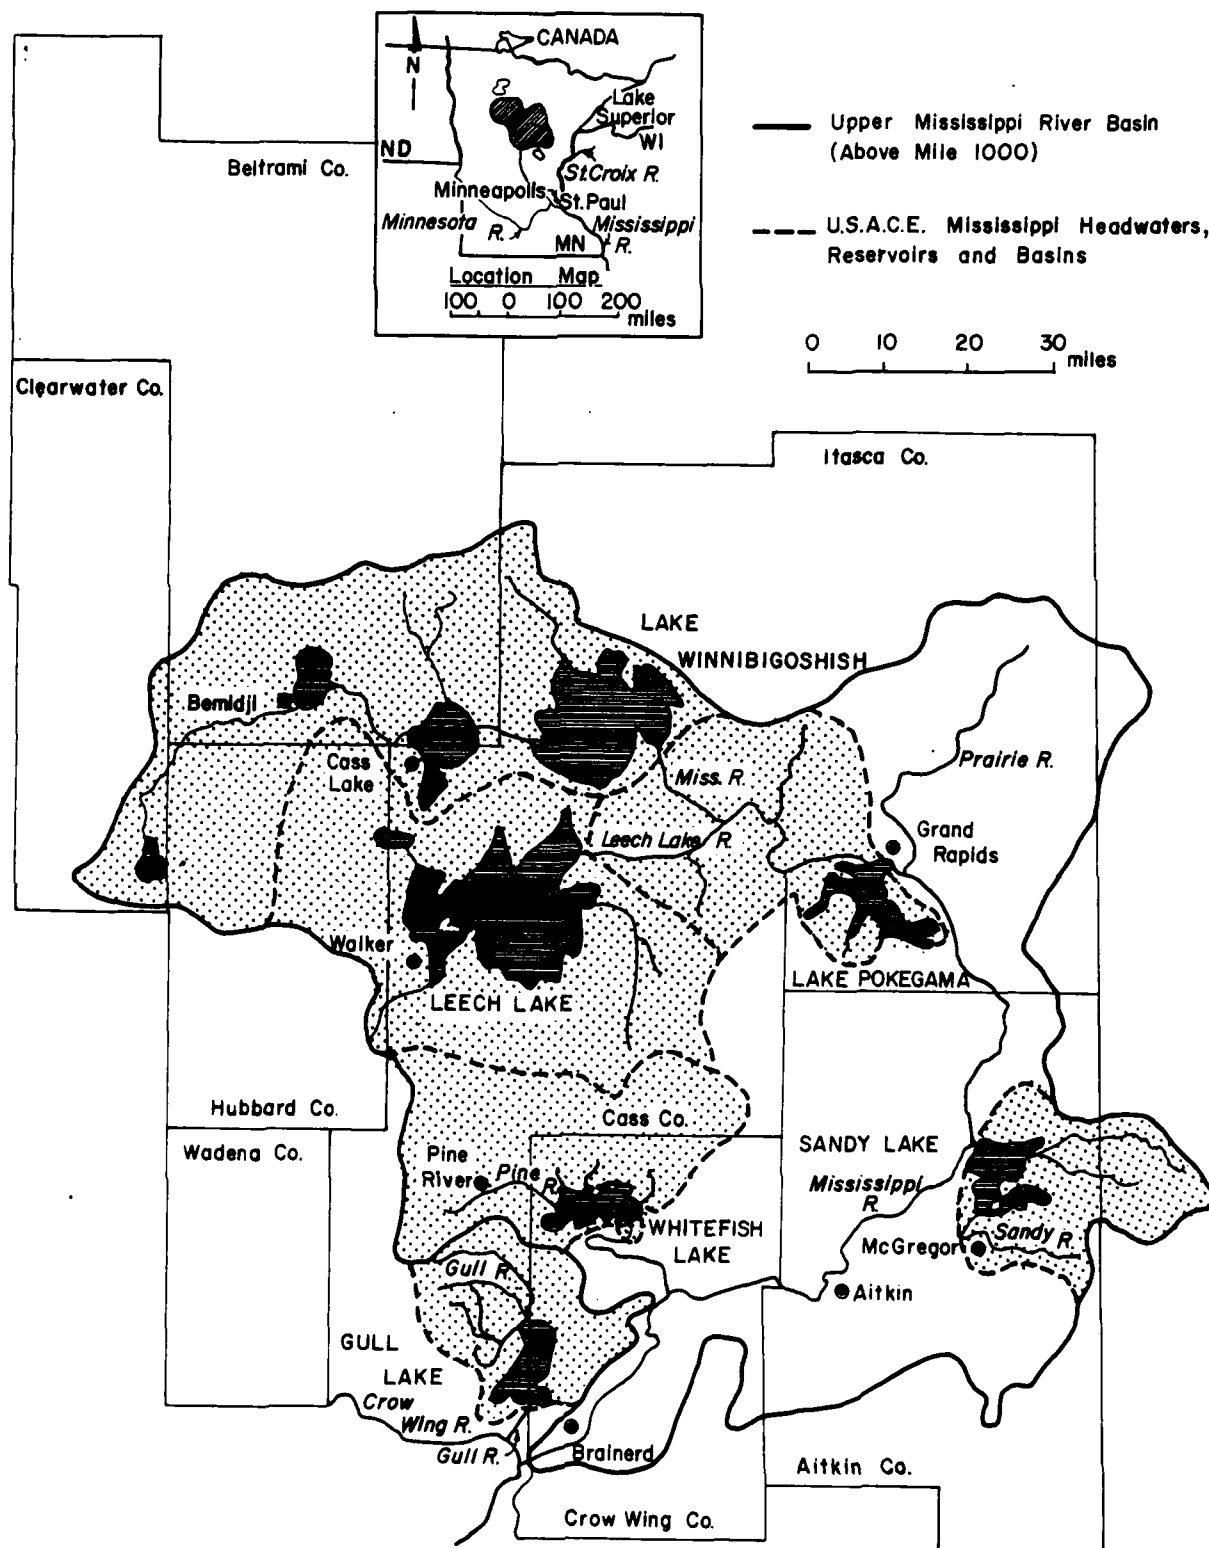 CANADA
N
Lake
Superior
WI
ND
St.Croix R.
Minneapolis
St.Paul
Minnesota
R.
Mississippi
R.
MN
Location Map
100 0 100 200
miles
Upper Mississippi River Basin
(Above Mile 1000)
U.S.A.C.E. Mississippi Headwaters,
Reservoirs and Basins
0 10 20 30
miles
Beltrami Co.
Clearwater Co.
Itasca Co.
LAKE
WINNIBIGOSHISH
Bemidji
Cass
Lake
Miss. R.
Prairie R.
Leech Lake R.
Grand
Rapids
Walker
LEECH LAKE
LAKE POKEGAMA
Hubbard Co.
Cass Co.
Wadena Co.
Pine
River
Pine
R.
SANDY LAKE
Mississippi
R.
WHITEFISH
LAKE
McGregor
Sandy R.
Gull R.
Aitkin
GULL
LAKE
Crow
Wing R.
Gull R.
Brainerd
Aitkin Co.
Crow Wing Co.